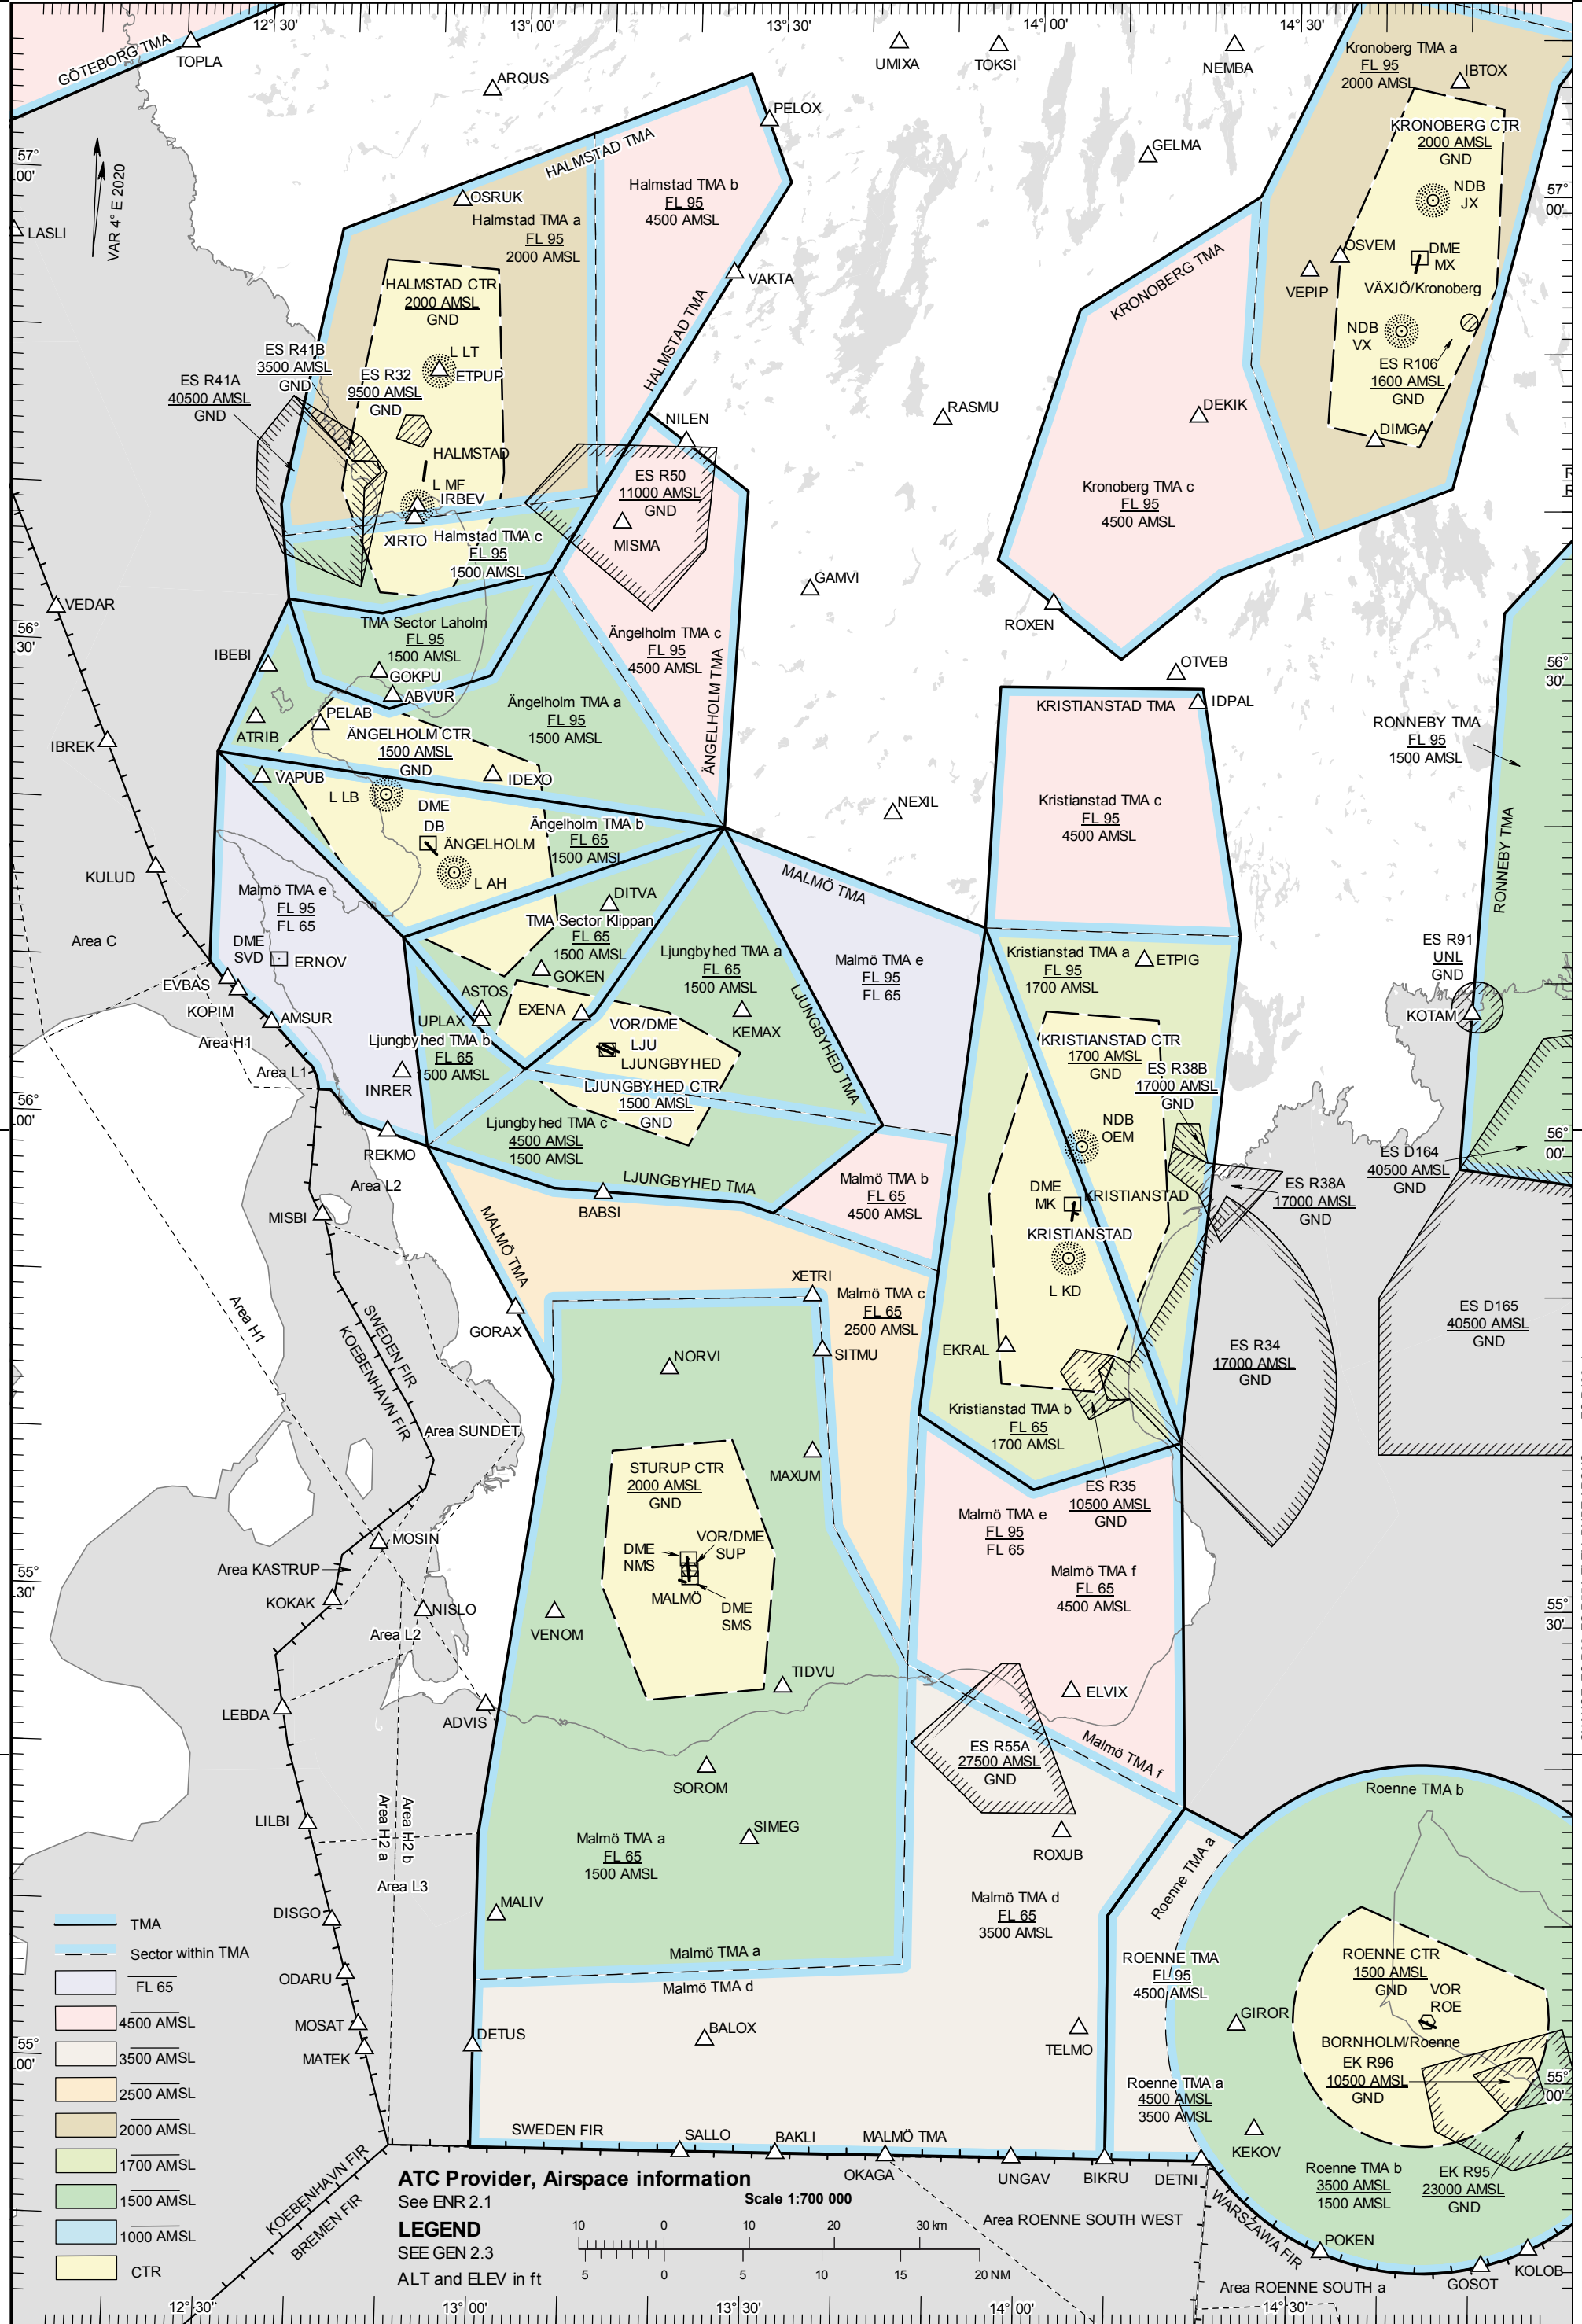 12°30'
13°00'
13°30'
14°00'
14°30'
GÖTEBORG TMA
TOPLA
ARQUS
UMIXA
TOKSI
NEMBA
Kronoberg TMA a
FL 95
2000 AMSL
IBTOX
PELOX
GELMA
KRONOBERG CTR
2000 AMSL
GND
57°
00'
VAR 4° E 2020
HALMSTAD TMA
OSRUK
Halmstad TMA a
FL 95
2000 AMSL
Halmstad TMA b
FL 95
4500 AMSL
NDB
JX
57°
00'
LASLI
VAKTA
KRONOBERG TMA
OSVEM
DME
MX
VEPIP
VÄXJÖ/Kronoberg
HALMSTAD CTR
2000 AMSL
GND
HALMSTAD TMA
NDB
VX
ES R106
1600 AMSL
GND
ES R41B
3500 AMSL
GND
ES R41A
40500 AMSL
GND
ES R32
9500 AMSL
GND
L LT
ETPUP
NILEN
RASMU
DEKIK
DIMGA
HALMSTAD
L MF
IRBEV
XIRTO
ES R50
11000 AMSL
GND
MISMA
Kronoberg TMA c
FL 95
4500 AMSL
Halmstad TMA c
FL 95
1500 AMSL
GAMVI
VEDAR
ROXEN
56°
30'
IBEBI
TMA Sector Laholm
FL 95
1500 AMSL
Ängelholm TMA c
FL 95
4500 AMSL
GOKPU
ABVUR
OTVEB
56°
30'
IDPAL
KRISTIANSTAD TMA
Ängelholm TMA a
FL 95
1500 AMSL
ÄNGELHOLM TMA
ATRIB
PELAB
ÄNGELHOLM CTR
1500 AMSL
GND
RONNEBY TMA
FL 95
1500 AMSL
IBREK
VAPUB
L LB
IDEXO
DME
DB
ÄNGELHOLM
L AH
Ängelholm TMA b
FL 65
1500 AMSL
NEXIL
Kristianstad TMA c
FL 95
4500 AMSL
RONNEBY TMA
KULUD
Malmö TMA e
FL 95
FL 65
DITVA
TMA Sector Klippan
FL 65
1500 AMSL
GOKEN
MALMÖ TMA
Area C
DME
SVD
ERNOV
Ljungbyhed TMA a
FL 65
1500 AMSL
Malmö TMA e
FL 95
FL 65
Kristianstad TMA a
FL 95
1700 AMSL
ETPIG
ES R91
UNL
GND
KOTAM
EVBAS
KOPIM
AMSUR
ASTOS
UPLAX
EXENA
VOR/DME
LJU
LJUNGBYHED
KEMAX
LJUNGBYHED TMA
Area H1
Area L1
Ljungbyhed TMA b
FL 65
1500 AMSL
INRER
KRISTIANSTAD CTR
1700 AMSL
GND
ES R38B
17000 AMSL
GND
LJUNGBYHED CTR
1500 AMSL
GND
56°
00'
REKMO
Ljungbyhed TMA c
4500 AMSL
1500 AMSL
NDB
OEM
ES D164
40500 AMSL
GND
56°
00'
Area L2
LJUNGBYHED TMA
BABSI
Malmö TMA b
FL 65
4500 AMSL
DME
MK
KRISTIANSTAD
KRISTIANSTAD
L KD
ES R38A
17000 AMSL
GND
MISBI
MALMÖ TMA
XETRI
Malmö TMA c
FL 65
2500 AMSL
ES D165
40500 AMSL
GND
Area H1
SWEDEN FIR
KOEBENHAVN FIR
GORAX
NORVI
SITMU
EKRAL
ES R34
17000 AMSL
GND
Kristianstad TMA b
FL 65
1700 AMSL
Area SUNDET
MAXUM
STURUP CTR
2000 AMSL
GND
ES R35
10500 AMSL
GND
Malmö TMA e
FL 95
FL 65
MOSIN
Area KASTRUP
DME
NMS
VOR/DME
SUP
MALMÖ
DME
SMS
Malmö TMA f
FL 65
4500 AMSL
55°
30'
KOKAK
NISLO
Area L2
VENOM
55°
30'
TIDVU
ELVIX
LEBDA
ADVIS
Malmö TMA f
ES R55A
27500 AMSL
GND
SOROM
Roenne TMA b
LILBI
Area H2 a
Area H2 b
SIMEG
Malmö TMA a
FL 65
1500 AMSL
ROXUB
Roenne TMA a
Area L3
MALIV
Malmö TMA d
FL 65
3500 AMSL
DISGO
TMA
Sector within TMA
Malmö TMA a
Malmö TMA d
ROENNE TMA
FL 95
4500 AMSL
ROENNE CTR
1500 AMSL
GND
VOR
ROE
BORNHOLM/Roenne
ODARU
FL 65
4500 AMSL
3500 AMSL
2500 AMSL
2000 AMSL
1700 AMSL
1500 AMSL
1000 AMSL
CTR
MOSAT
MATEK
55°
00'
DETUS
BALOX
TELMO
GIROR
EK R96
10500 AMSL
GND
55°
00'
Roenne TMA a
4500 AMSL
3500 AMSL
KEKOV
SWEDEN FIR
SALLO
BAKLI
MALMÖ TMA
OKAGA
UNGAV
BIKRU
DETNI
Roenne TMA b
3500 AMSL
1500 AMSL
EK R95
23000 AMSL
GND
KOEBENHAVN FIR
BREMEN FIR
WARSZAWA FIR
ATC Provider, Airspace information
See ENR 2.1
LEGEND
SEE GEN 2.3
ALT and ELEV in ft
Scale 1:700 000
10 0 10 20 30 km
5 0 5 10 15 20 NM
Area ROENNE SOUTH WEST
POKEN
GOSOT
KOLOB
Area ROENNE SOUTH a
12°30'
13°00'
13°30'
14°00'
14°30'